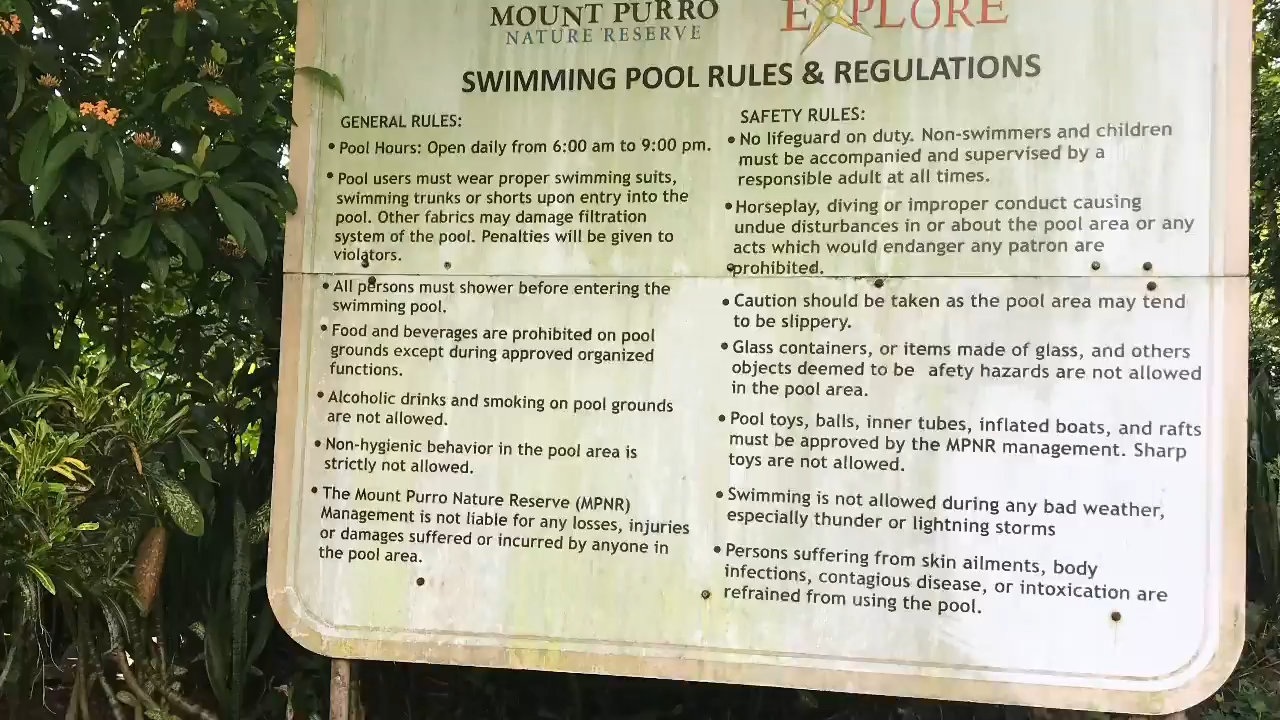 MOUNT PURRO
NATURE RESERVE
EXPLORE
SWIMMING POOL RULES & REGULATIONS
GENERAL RULES:
• Pool Hours: Open daily from 6:00 am to 9:00 pm.
• Pool users must wear proper swimming suits,
swimming trunks or shorts upon entry into the
pool. Other fabrics may damage filtration
system of the pool. Penalties will be given to
violators.
• All persons must shower before entering the
swimming pool.
• Food and beverages are prohibited on pool
grounds except during approved organized
functions.
• Alcoholic drinks and smoking on pool grounds
are not allowed.
• Non-hygienic behavior in the pool area is
strictly not allowed.
• The Mount Purro Nature Reserve (MPNR)
Management is not liable for any losses, injuries
or damages suffered or incurred by anyone in
the pool area.
SAFETY RULES:
• No lifeguard on duty. Non-swimmers and children
must be accompanied and supervised by a
responsible adult at all times.
• Horseplay, diving or improper conduct causing
undue disturbances in or about the pool area or any
acts which would endanger any patron are
prohibited.
• Caution should be taken as the pool area may tend
to be slippery.
• Glass containers, or items made of glass, and others
objects deemed to be afety hazards are not allowed
in the pool area.
• Pool toys, balls, inner tubes, inflated boats, and rafts
must be approved by the MPNR management. Sharp
toys are not allowed.
• Swimming is not allowed during any bad weather,
especially thunder or lightning storms
• Persons suffering from skin ailments, body
infections, contagious disease, or intoxication are
refrained from using the pool.